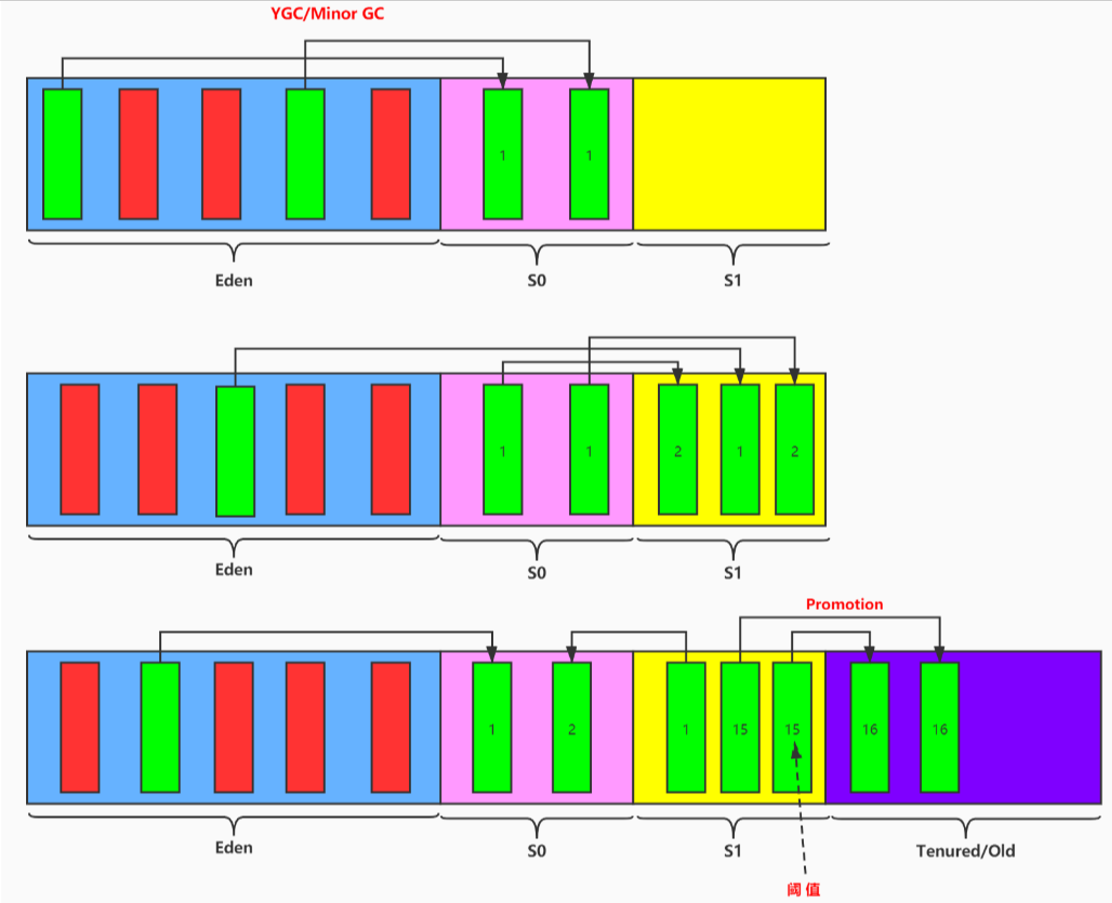 YGC/Minor GC
1 1
Eden S0 S1
1 1 2 1 2
Eden S0 S1
Promotion
1 2 1 15 15 16 16
Eden S0 S1 Tenured/Old
阈值